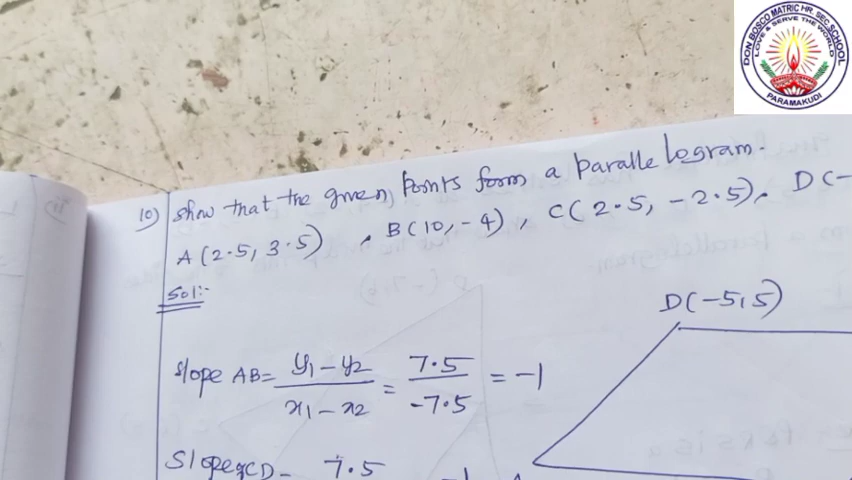 DON BOSCO MATRIC HR. SEC. SCHOOL
LOVE & SERVE THE WORLD
PARAMAKUDI
10) Show that the given points form a parallelogram.
A(2.5, 3.5), B(10, -4), C(2.5, -2.5), D(-
Sol:-
D(-5, 5)
Slope AB = y1 - y2 / x1 - x2 = 7.5 / -7.5 = -1
Slope of CD = 7.5 -1
A